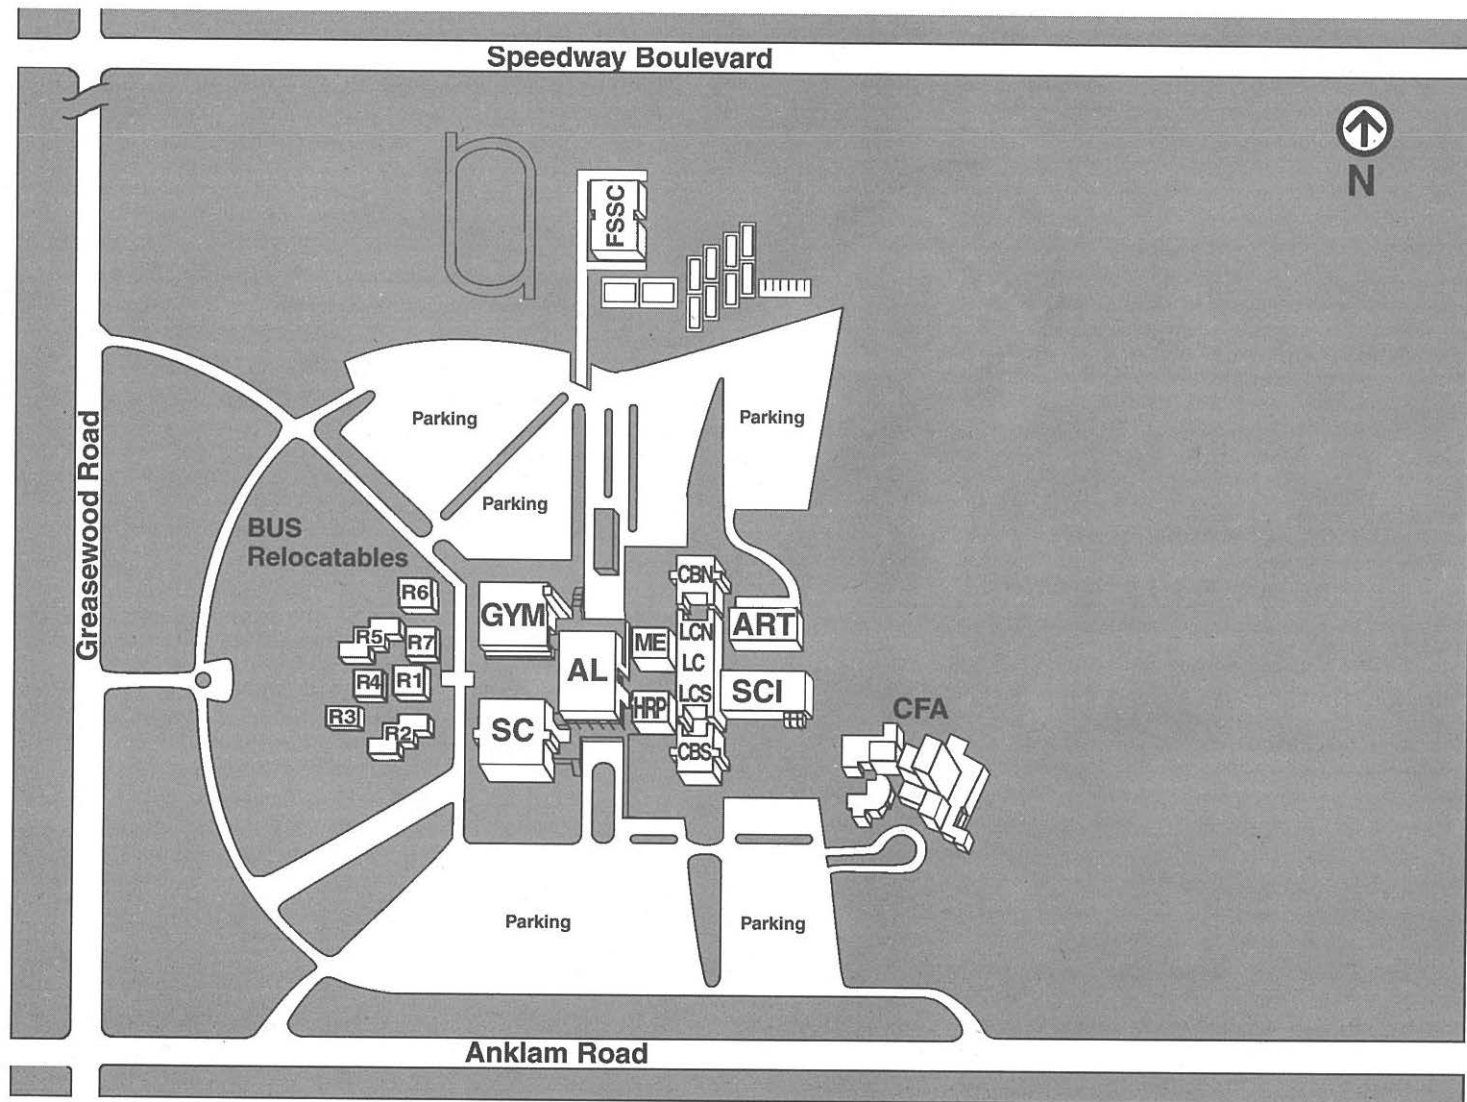 Speedway Boulevard
N
FSSC
Parking
Parking
Greasewood Road
Parking
BUS
Relocatables
CBN
R6
GYM
ART
LCN
R5
R7
ME
LC
AL
R4
R1
SCI
LCS
HRP
CFA
R3
R2
SC
CBS
Parking
Parking
Anklam Road